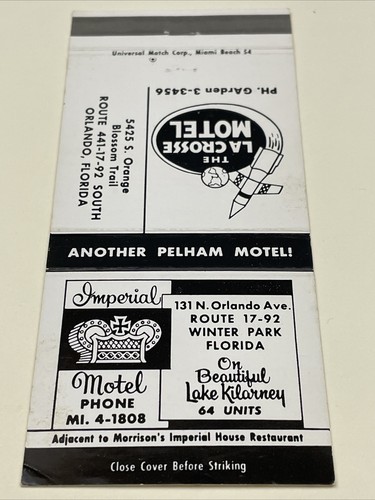 Universal Match Corp., Miami Beach 54
PH. GArden 3-3456
THE
LA CROSSE
MOTEL
5425 S. Orange
Blossom Trail
ROUTE 441-17-92 SOUTH
ORLANDO, FLORIDA
ANOTHER PELHAM MOTEL!
Imperial
Motel
PHONE
MI. 4-1808
131 N. Orlando Ave.
ROUTE 17-92
WINTER PARK
FLORIDA
On
Beautiful
Lake Kilarney
64 UNITS
Adjacent to Morrison's Imperial House Restaurant
Close Cover Before Striking